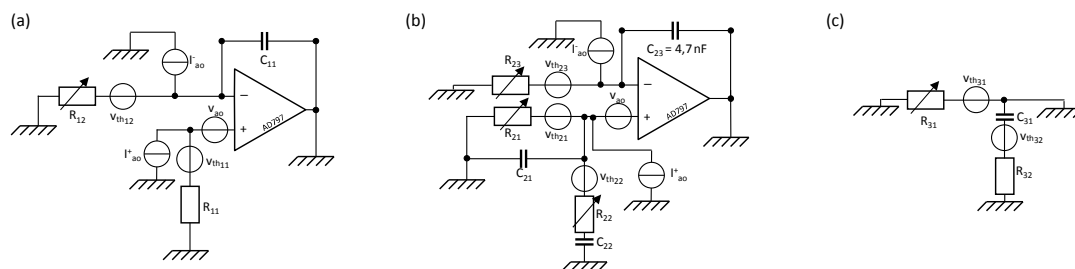 (a)
I⁻ao
C11
R12
vth12
vao
−
+
AD797
I⁺ao
vth11
R11
(b)
I⁻ao
C23 = 4,7 nF
R23
vth23
R21
vth21
vao
−
+
AD797
C21
vth22
I⁺ao
R22
C22
(c)
R31
vth31
C31
vth32
R32